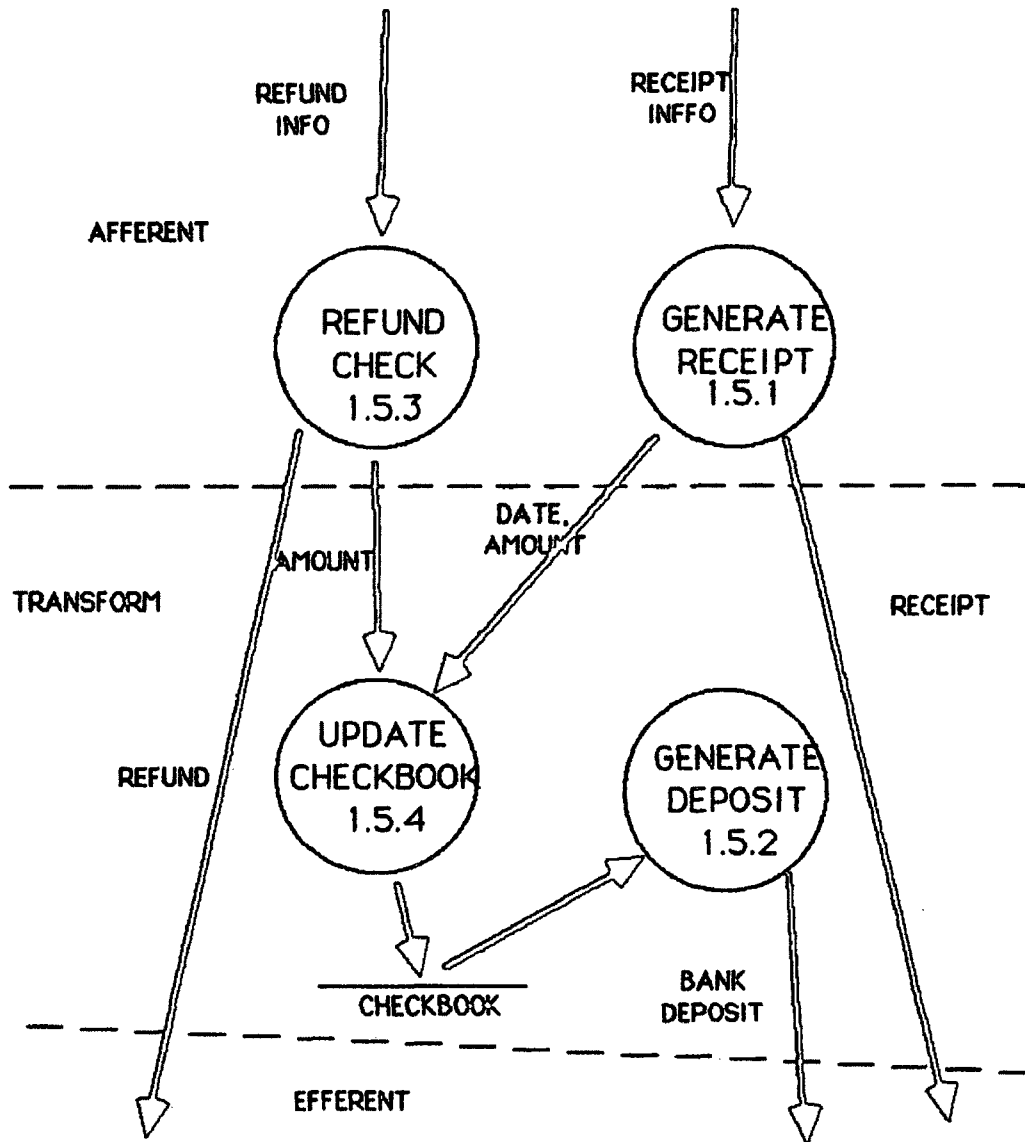 REFUND
INFO
RECEIPT
INFFO
AFFERENT
REFUND
CHECK
1.5.3
GENERATE
RECEIPT
1.5.1
DATE,
AMOUNT
AMOUNT
TRANSFORM
RECEIPT
UPDATE
CHECKBOOK
1.5.4
GENERATE
DEPOSIT
1.5.2
REFUND
CHECKBOOK
BANK
DEPOSIT
EFFERENT